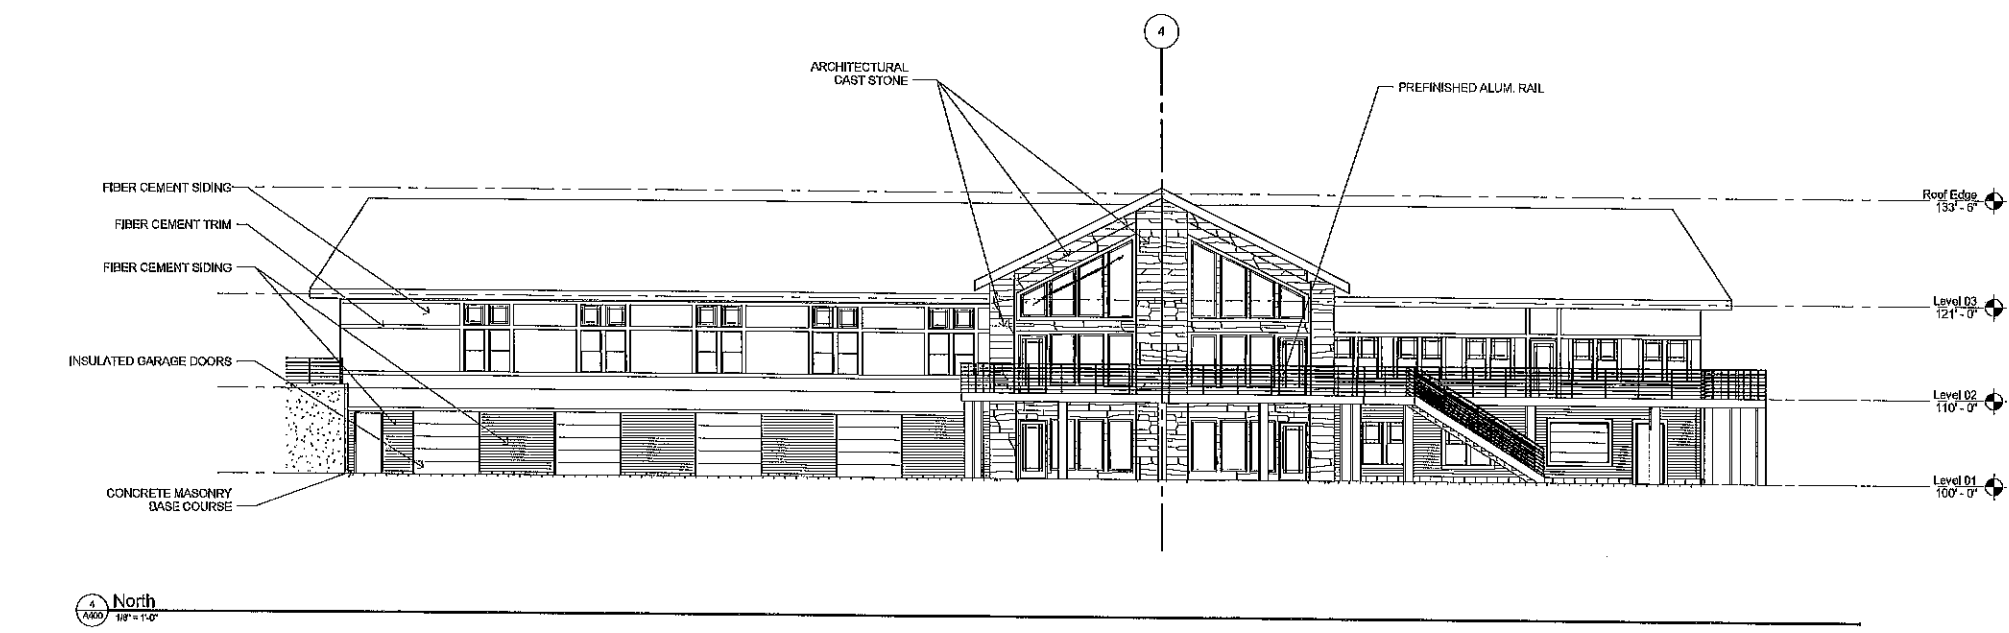 4
ARCHITECTURAL
CAST STONE
PREFINISHED ALUM. RAIL
FIBER CEMENT SIDING
FIBER CEMENT TRIM
FIBER CEMENT SIDING
INSULATED GARAGE DOORS
CONCRETE MASONRY
BASE COURSE
Roof Edge
133' - 6"
Level 03
121' - 0"
Level 02
110' - 0"
Level 01
100' - 0"
4
A400
North
1/8" = 1'-0"